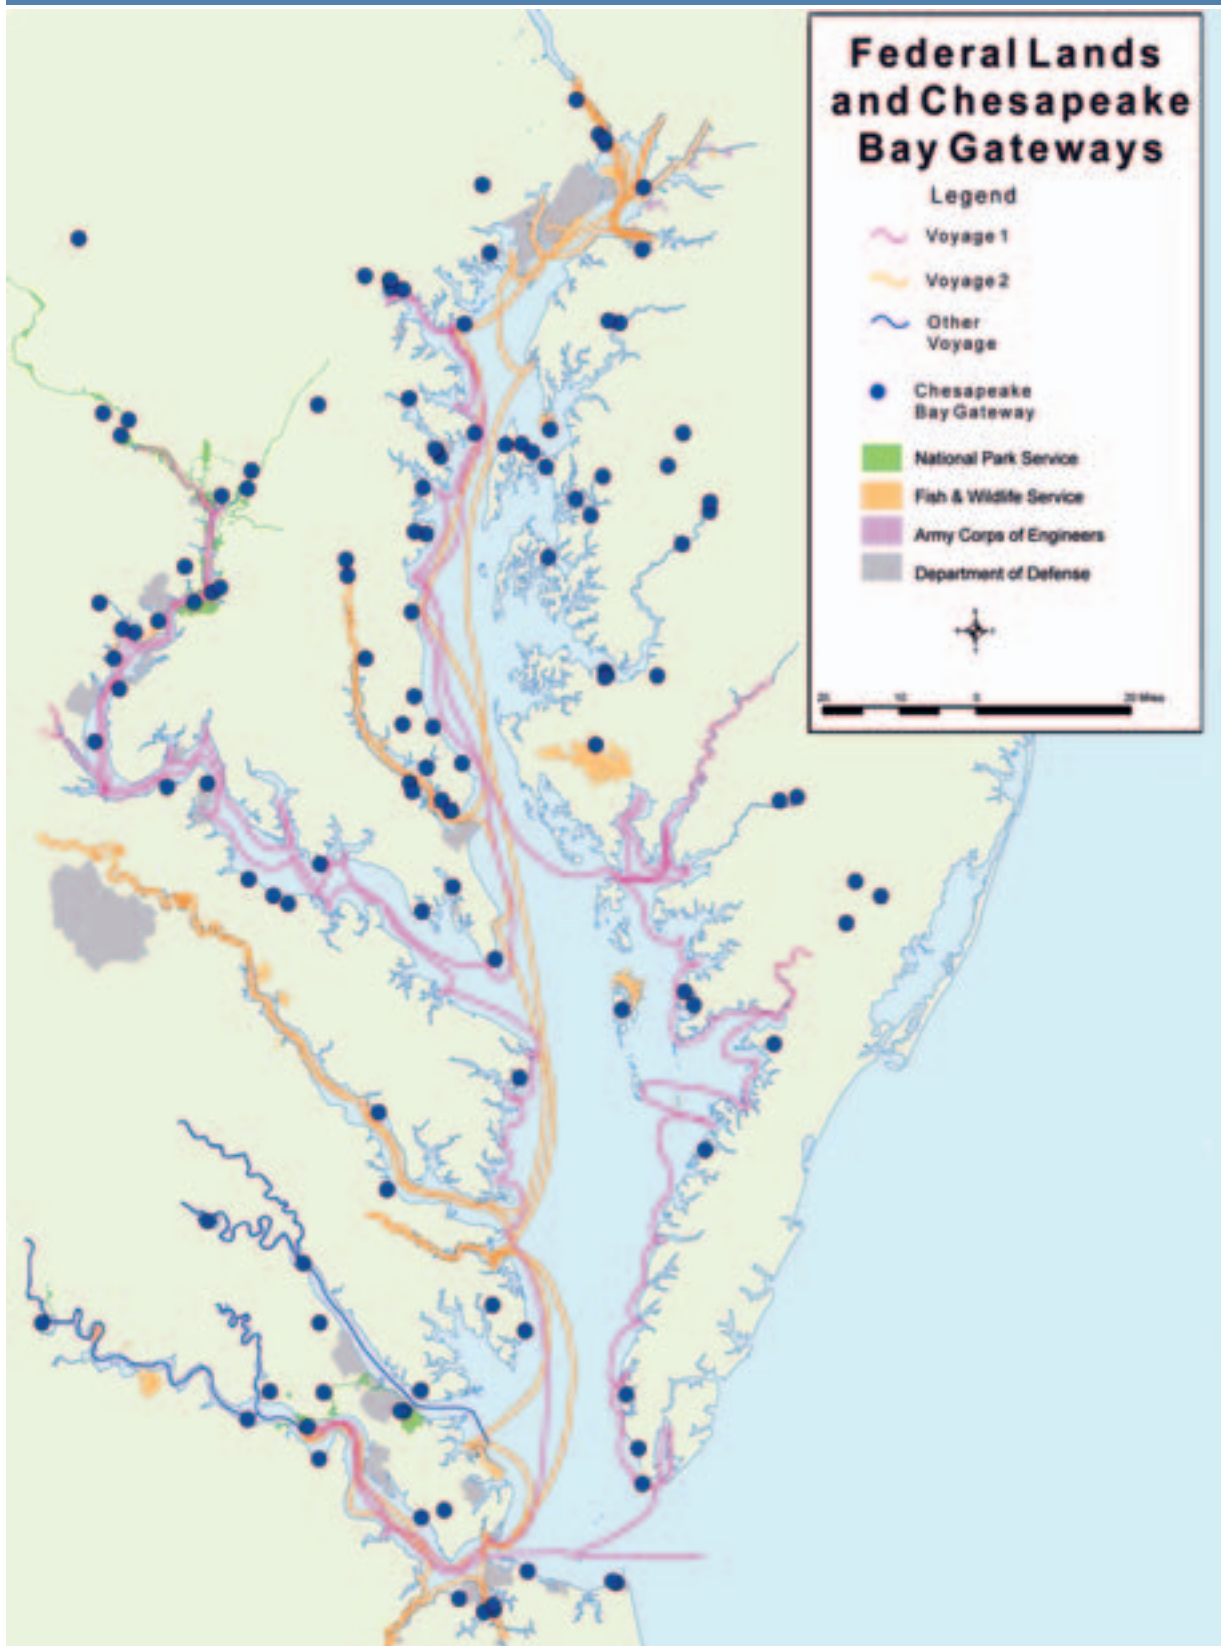 Federal Lands
and Chesapeake
Bay Gateways
Legend
Voyage 1
Voyage 2
Other
Voyage
Chesapeake
Bay Gateway
National Park Service
Fish & Wildlife Service
Army Corps of Engineers
Department of Defense
20 10 0 20 Miles